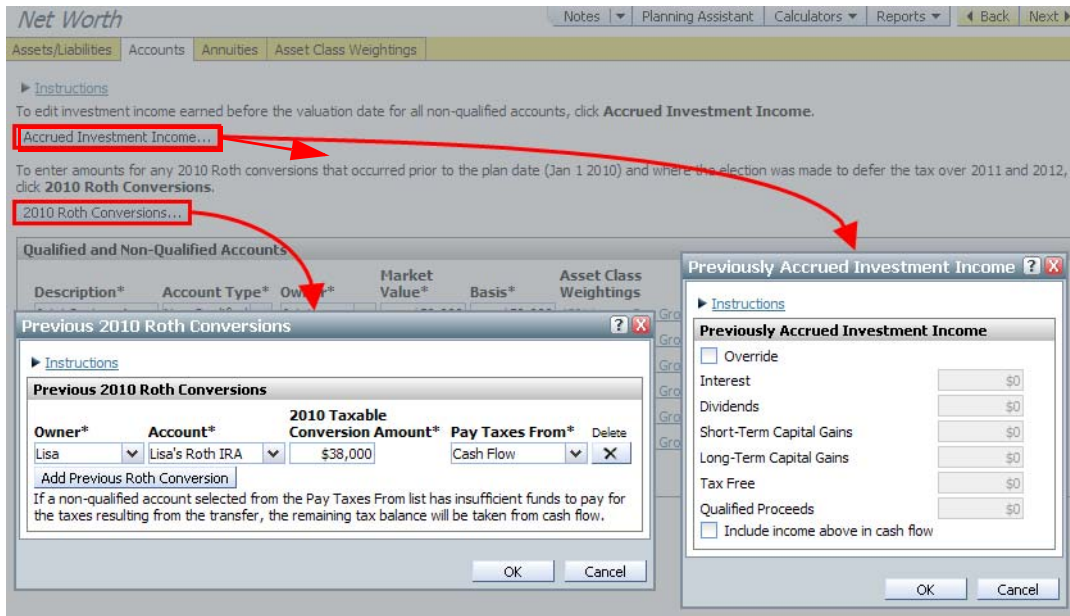 Net Worth
Notes
Planning Assistant
Calculators
Reports
Back
Next
Assets/Liabilities
Accounts
Annuities
Asset Class Weightings
Instructions
To edit investment income earned before the valuation date for all non-qualified accounts, click Accrued Investment Income.
Accrued Investment Income...
To enter amounts for any 2010 Roth conversions that occurred prior to the plan date (Jan 1 2010) and where the election was made to defer the tax over 2011 and 2012,
click 2010 Roth Conversions.
2010 Roth Conversions...
Qualified and Non-Qualified Accounts
Market
Asset Class
Description*
Account Type*
Owner*
Value*
Basis*
Weightings
Previous 2010 Roth Conversions
Instructions
Previous 2010 Roth Conversions
2010 Taxable
Owner*
Account*
Conversion Amount*
Pay Taxes From*
Delete
Lisa
Lisa's Roth IRA
$38,000
Cash Flow
Add Previous Roth Conversion
If a non-qualified account selected from the Pay Taxes From list has insufficient funds to pay for
the taxes resulting from the transfer, the remaining tax balance will be taken from cash flow.
OK
Cancel
Previously Accrued Investment Income
Instructions
Previously Accrued Investment Income
Override
Interest $0
Dividends $0
Short-Term Capital Gains $0
Long-Term Capital Gains $0
Tax Free $0
Qualified Proceeds $0
Include income above in cash flow
OK
Cancel